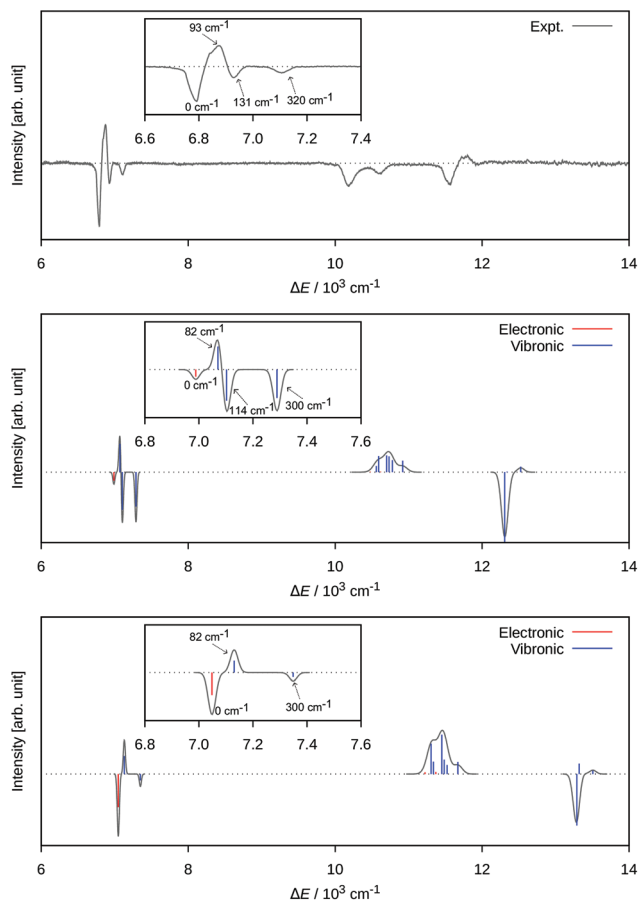 Intensity [arb. unit]
Expt.
93 cm-1
0 cm-1
131 cm-1
320 cm-1
6.6 6.8 7.0 7.2 7.4
6 8 10 12 14
ΔE / 10³ cm-1
Intensity [arb. unit]
Electronic
Vibronic
82 cm-1
0 cm-1
114 cm-1
300 cm-1
6.8 7.0 7.2 7.4 7.6
6 8 10 12 14
ΔE / 10³ cm-1
Intensity [arb. unit]
Electronic
Vibronic
82 cm-1
0 cm-1
300 cm-1
6.8 7.0 7.2 7.4 7.6
6 8 10 12 14
ΔE / 10³ cm-1